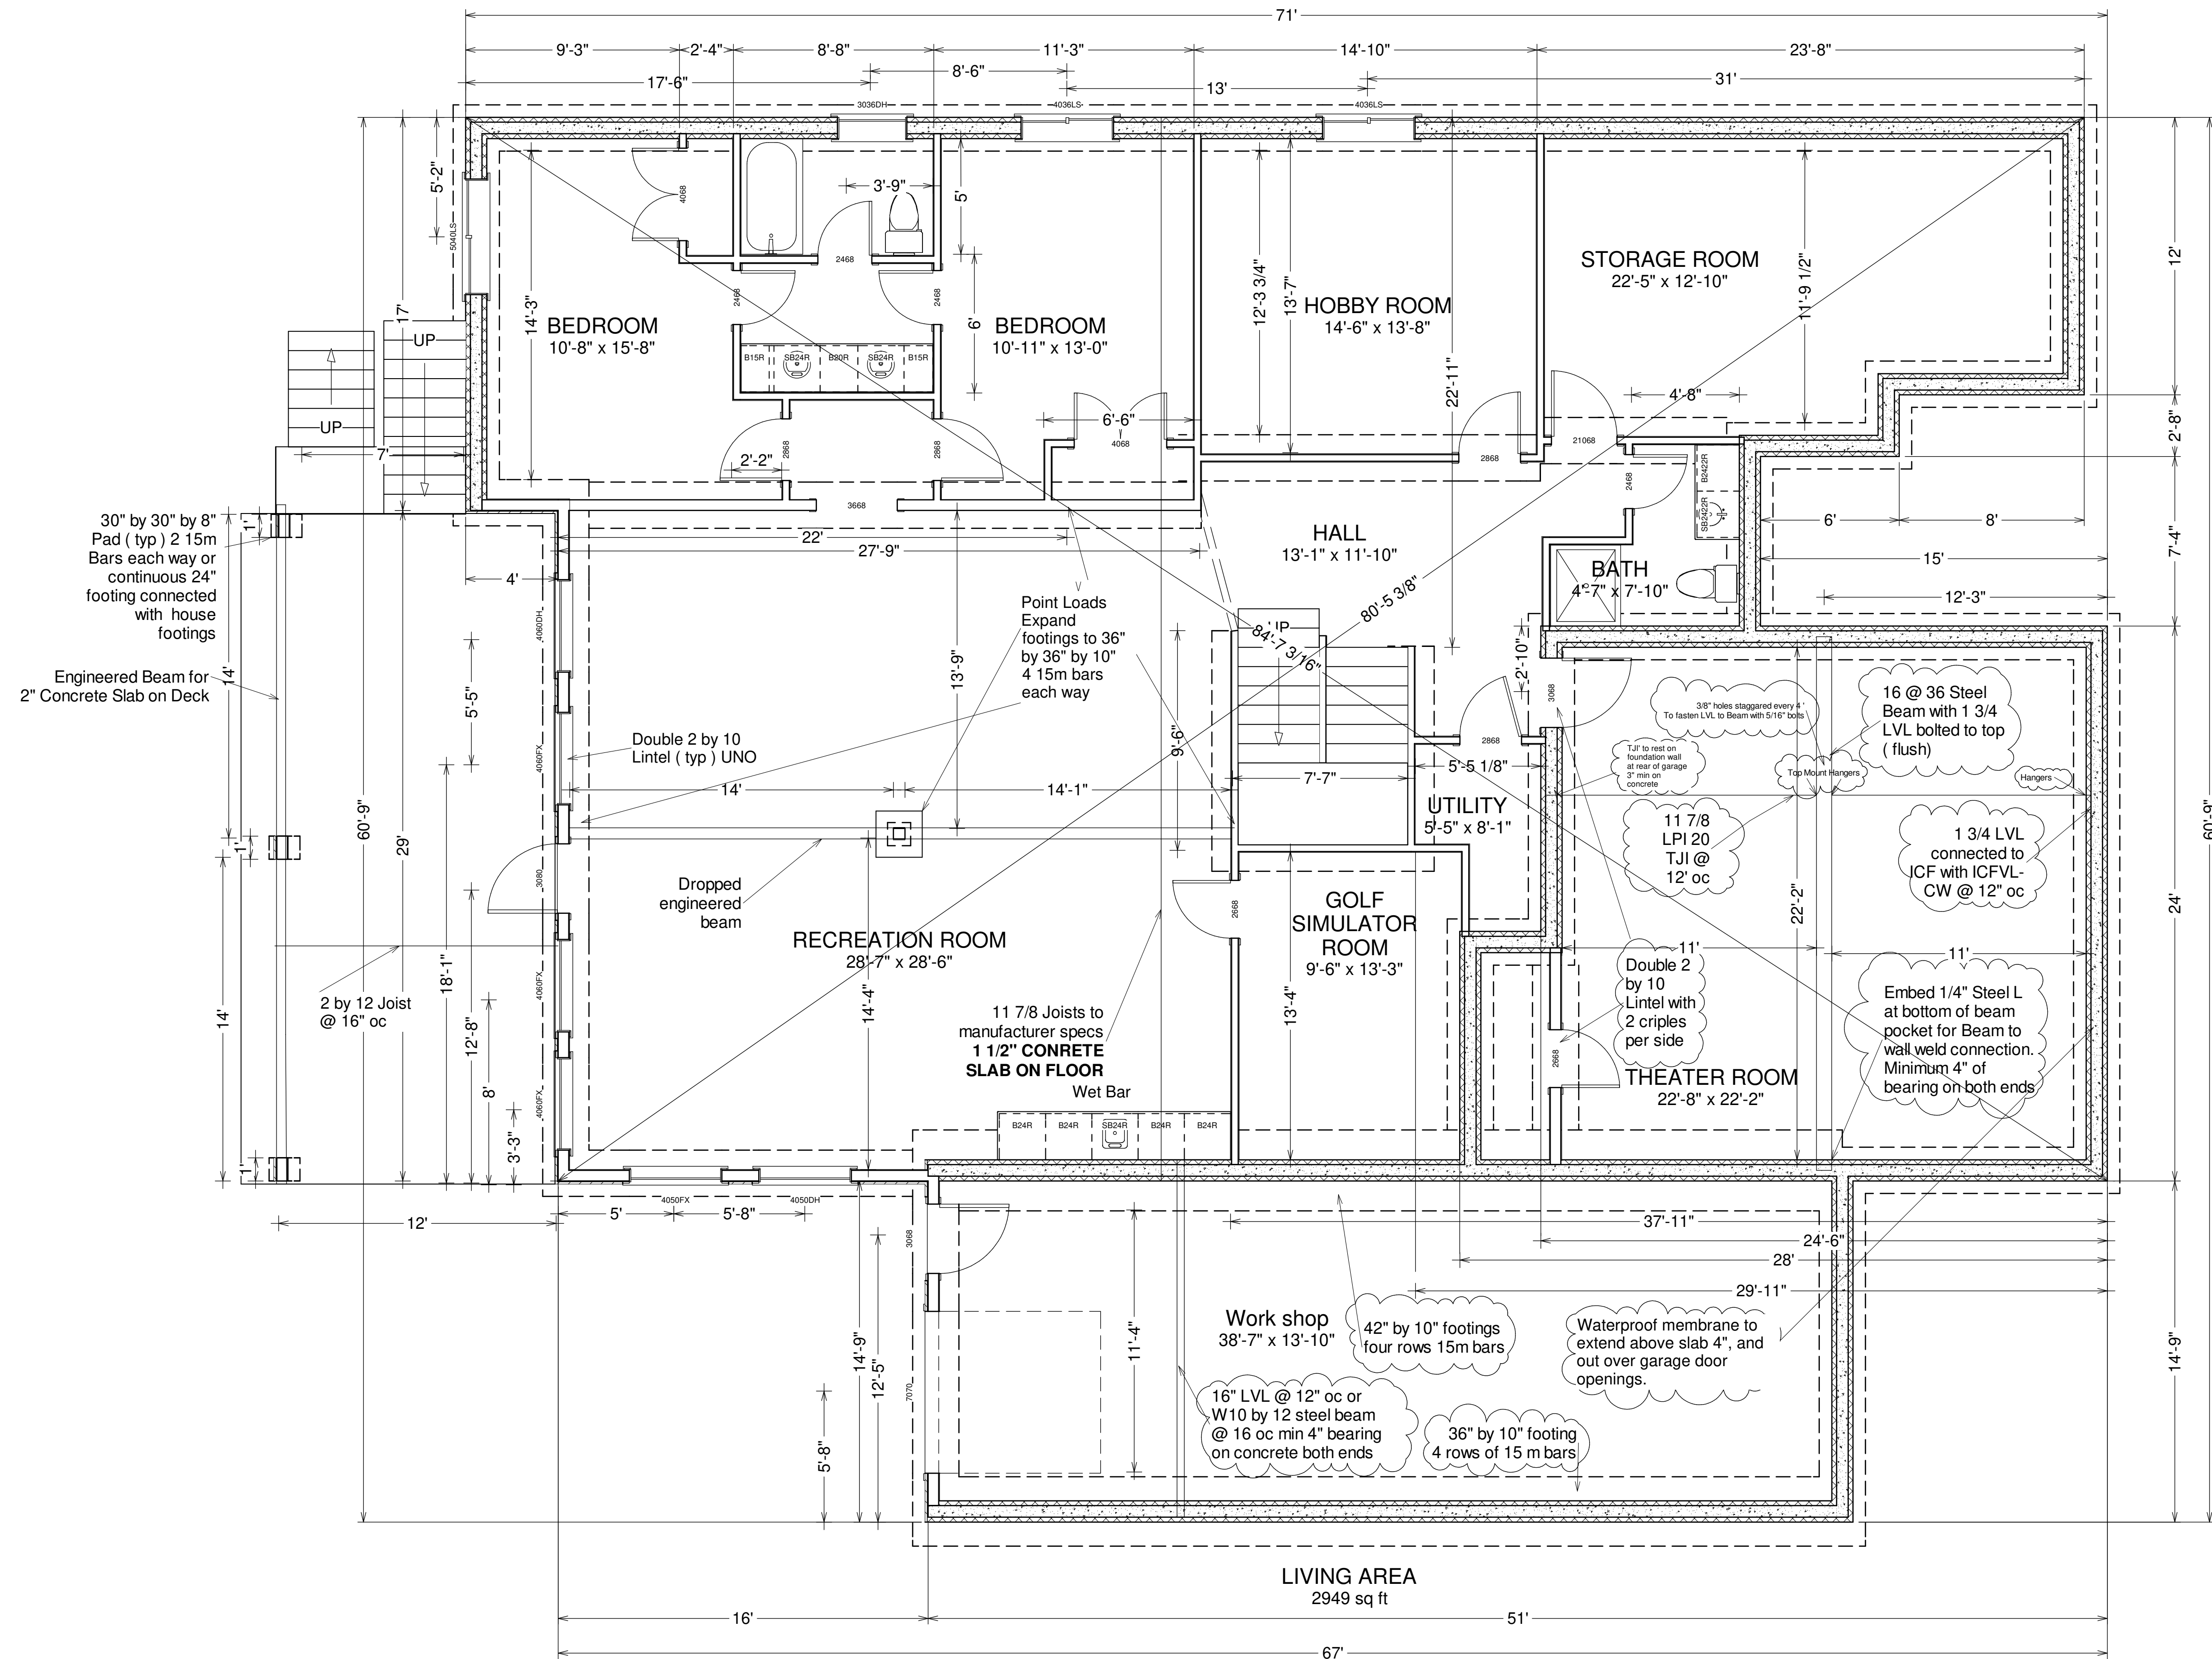 71'
9'-3"
2'-4"
8'-8"
11'-3"
14'-10"
23'-8"
17'-6"
8'-6"
13'
31'
3036DH
4036LS
4036LS
5'-2"
17'
5040LS
14'-3"
4068
3'-9"
5'
2468
2468
2468
6'
12'-3 3/4"
13'-7"
22'-11"
11'-9 1/2"
12'
BEDROOM
10'-8" x 15'-8"
BEDROOM
10'-11" x 13'-0"
HOBBY ROOM
14'-6" x 13'-8"
STORAGE ROOM
22'-5" x 12'-10"
B15R
SB24R
B20R
SB24R
B15R
UP
UP
7'
2'-2"
2868
2868
6'-6"
4068
3668
2868
21068
4'-8"
2468
B2422R
SB2422R
2'-8"
6'
8'
7'-4"
15'
12'-3"
1'
30" by 30" by 8"
Pad ( typ ) 2 15m
Bars each way or
continuous 24"
footing connected
with house
footings
4'
22'
27'-9"
HALL
13'-1" x 11'-10"
BATH
4'-7" x 7'-10"
80'-5 3/8"
84'-7 3/16"
UP
Point Loads
Expand
footings to 36"
by 36" by 10"
4 15m bars
each way
4060DH
5'-5"
14'
13'-9"
9'-6"
2'-10"
3068
Engineered Beam for
2" Concrete Slab on Deck
Double 2 by 10
Lintel ( typ ) UNO
4060FX
14'
14'-1"
7'-7"
5'-5 1/8"
2868
UTILITY
5'-5" x 8'-1"
3/8" holes staggared every 4 '
To fasten LVL to Beam with 5/16" bolts
16 @ 36 Steel
Beam with 1 3/4
LVL bolted to top
( flush)
TJI' to rest on
foundation wall
at rear of garage
3" min on
concrete
Top Mount Hangers
Hangers
11 7/8
LPI 20
TJI @
12' oc
1 3/4 LVL
connected to
ICF with ICFVL-
CW @ 12" oc
60'-9"
29'
1'
60'-9"
24'
22'-2"
3080
Dropped
engineered
beam
2668
GOLF
SIMULATOR
ROOM
9'-6" x 13'-3"
RECREATION ROOM
28'-7" x 28'-6"
11'
11'
Double 2
by 10
Lintel with
2 criples
per side
Embed 1/4" Steel L
at bottom of beam
pocket for Beam to
wall weld connection.
Minimum 4" of
bearing on both ends
2 by 12 Joist
@ 16" oc
14'
18'-1"
12'-8"
8'
3'-3"
4060FX
4060FX
14'-4"
13'-4"
11 7/8 Joists to
manufacturer specs
1 1/2" CONRETE
SLAB ON FLOOR
Wet Bar
B24R
B24R
SB24R
B24R
B24R
2668
THEATER ROOM
22'-8" x 22'-2"
1'
12'
4050FX
4050DH
5'
5'-8"
3068
37'-11"
24'-6"
28'
29'-11"
14'-9"
12'-5"
5'-8"
7070
11'-4"
14'-9"
Work shop
38'-7" x 13'-10"
42" by 10" footings
four rows 15m bars
Waterproof membrane to
extend above slab 4", and
out over garage door
openings.
16" LVL @ 12" oc or
W10 by 12 steel beam
@ 16 oc min 4" bearing
on concrete both ends
36" by 10" footing
4 rows of 15 m bars
LIVING AREA
2949 sq ft
16'
51'
67'